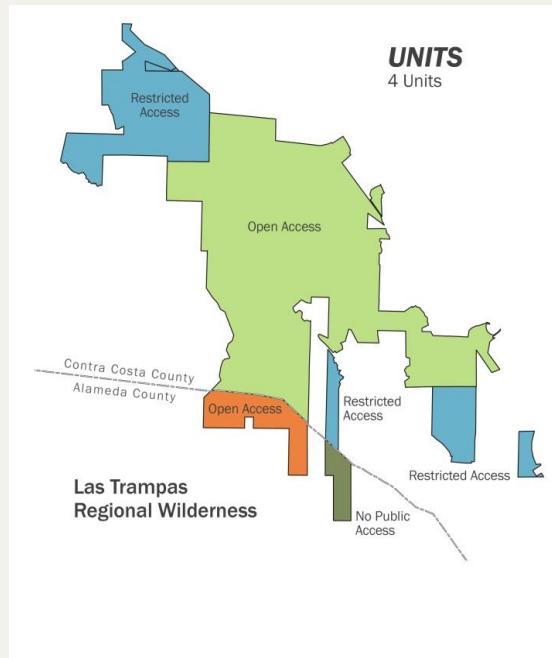 UNITS
4 Units
Restricted
Access
Open Access
Contra Costa County
Alameda County
Open Access
Restricted
Access
Restricted Access
Las Trampas
Regional Wilderness
No Public
Access